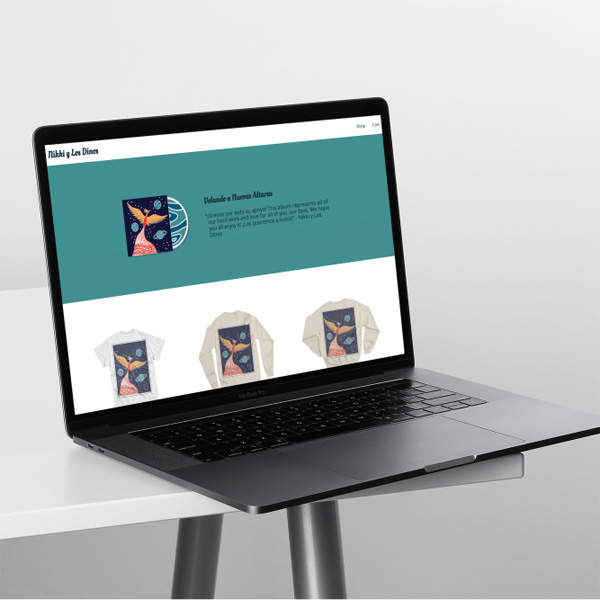 Nikki y Los Dinos
Shop Cart
Volando a Nuevas Alturas
"¡Gracias por todo su apoyo! This album represents all of
our hard work and love for all of you, our fans. We hope
you all enjoy it! ¡Los queremos a todos!" - Nikki y Los
Dinos
MacBook Pro